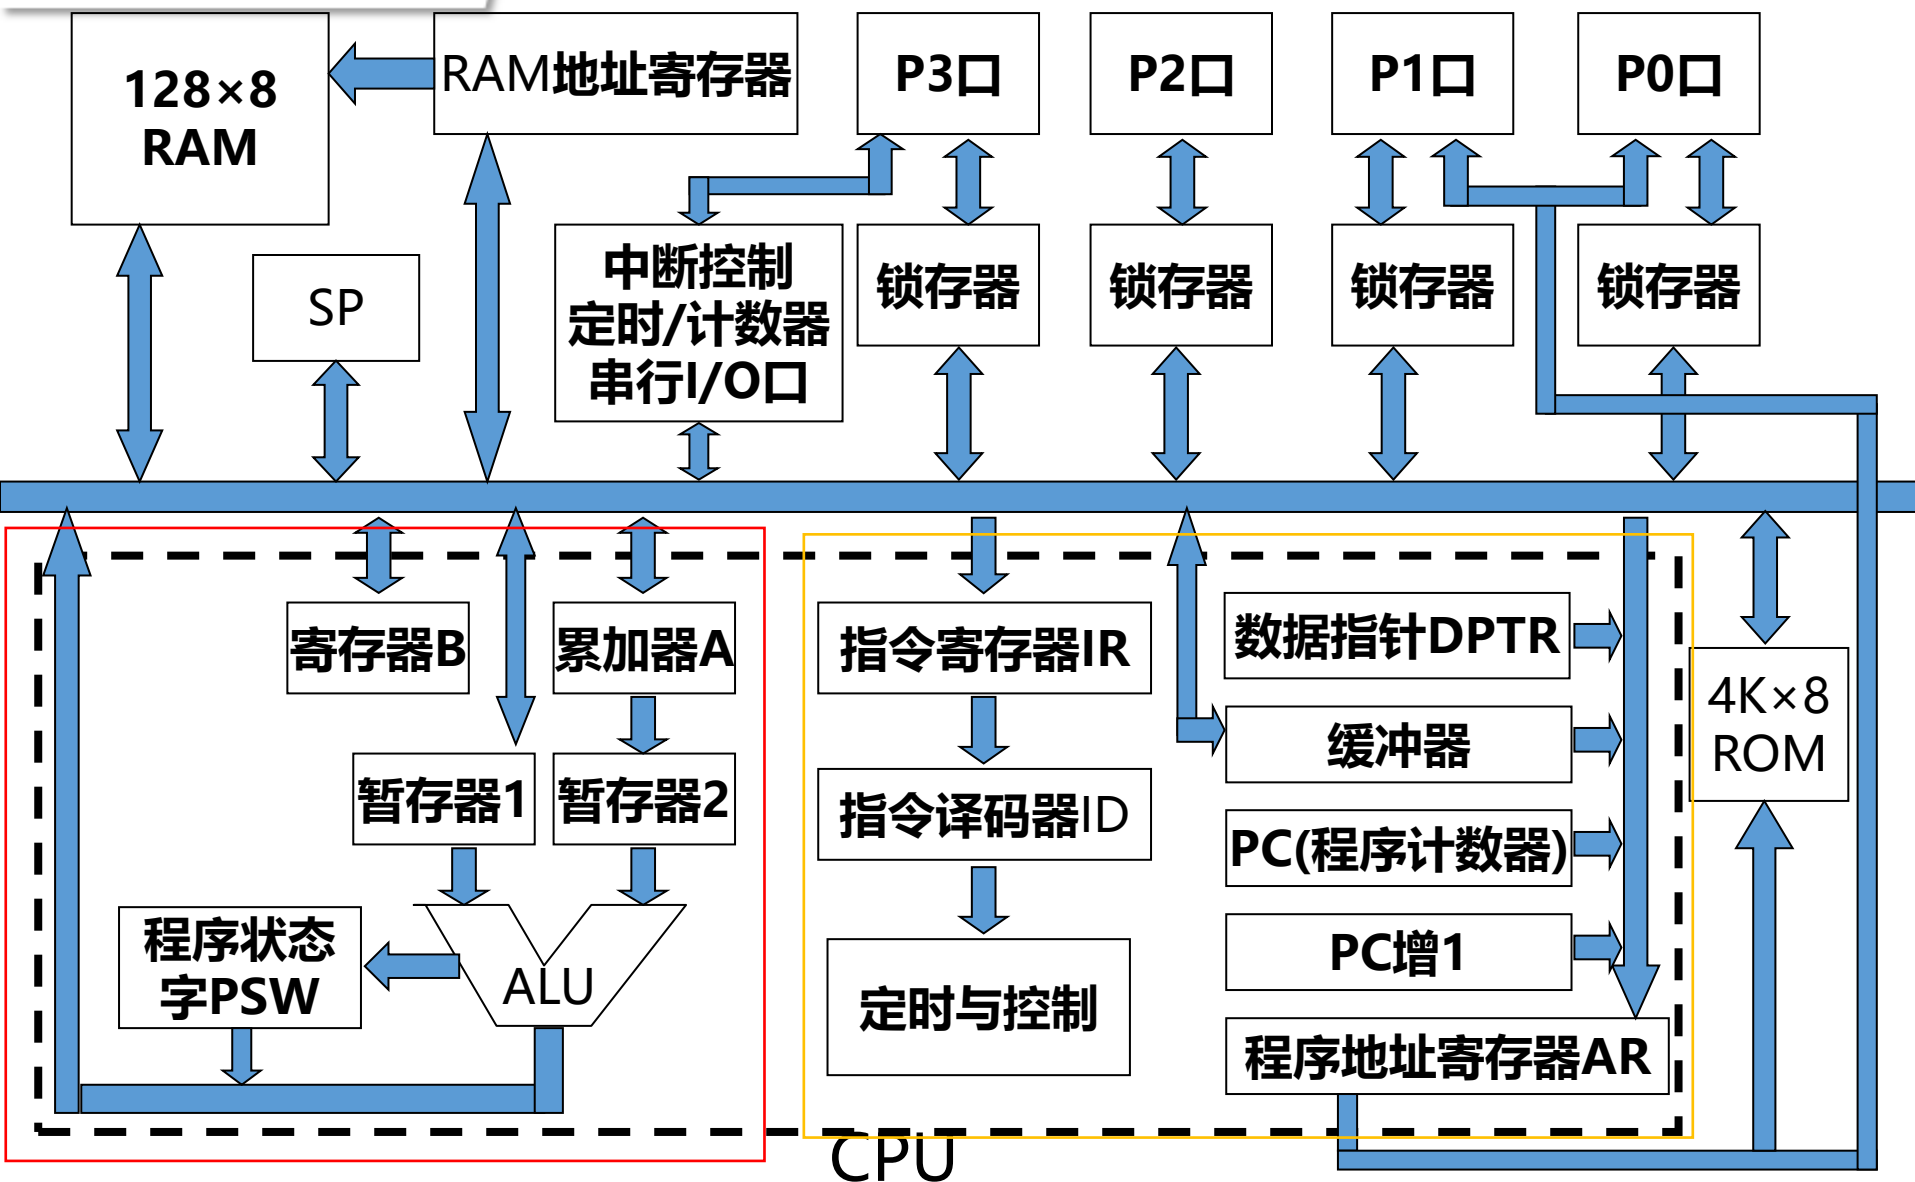 128×8
RAM
RAM地址寄存器
P3口
P2口
P1口
P0口
SP
中断控制
定时/计数器
串行I/O口
锁存器
锁存器
锁存器
锁存器
寄存器B
累加器A
指令寄存器IR
数据指针DPTR
4K×8
ROM
缓冲器
暂存器1
暂存器2
指令译码器ID
PC(程序计数器)
程序状态
字PSW
ALU
PC增1
定时与控制
程序地址寄存器AR
CPU